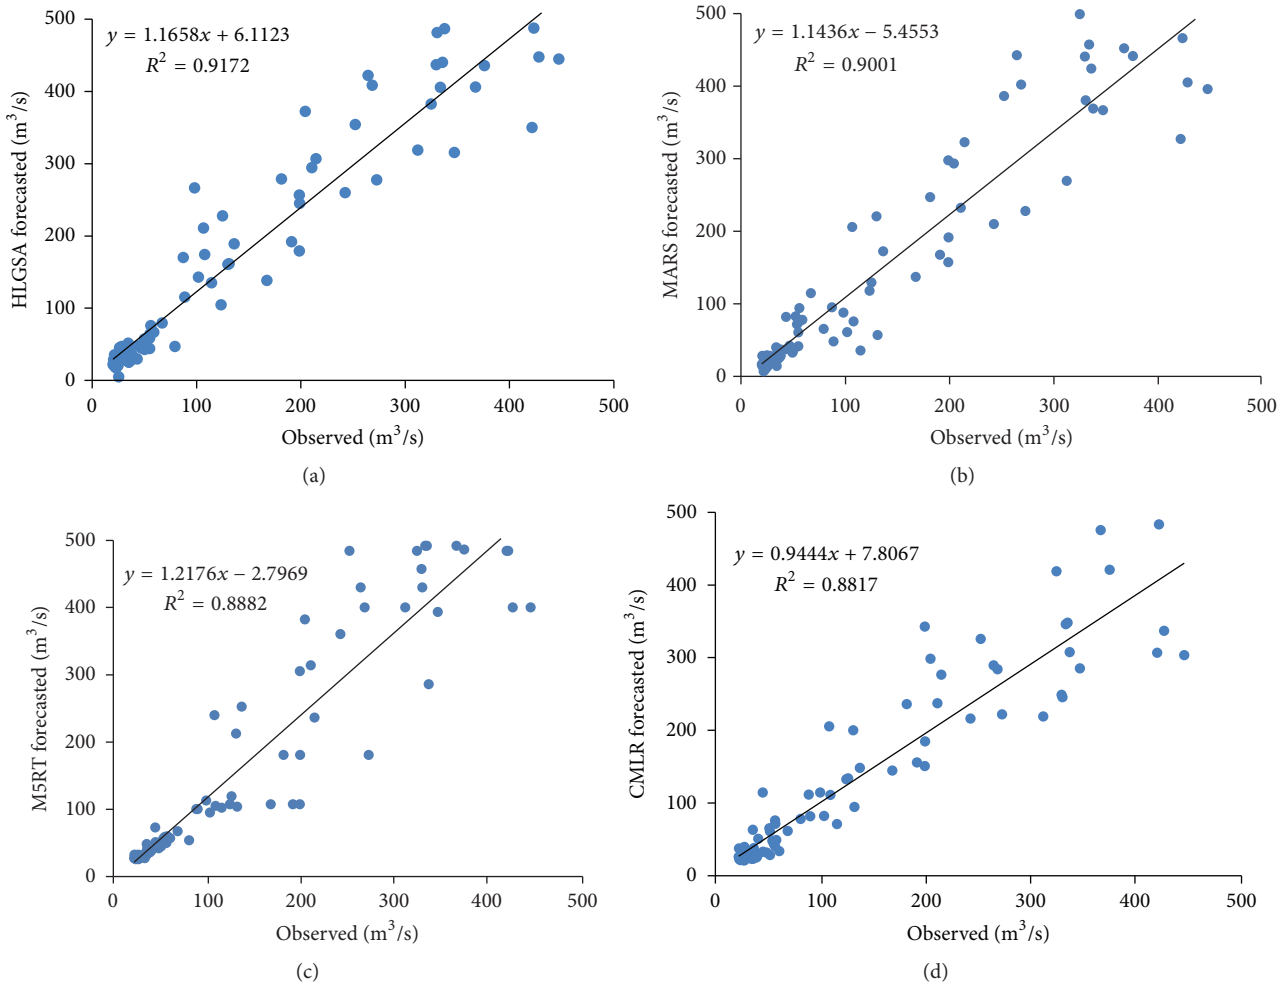 y = 1.1658x + 6.1123
R² = 0.9172
HLGSA forecasted (m³/s)
500
400
300
200
100
0
0 100 200 300 400 500
Observed (m³/s)
(a)
y = 1.1436x − 5.4553
R² = 0.9001
MARS forecasted (m³/s)
500
400
300
200
100
0
0 100 200 300 400 500
Observed (m³/s)
(b)
y = 1.2176x − 2.7969
R² = 0.8882
M5RT forecasted (m³/s)
500
400
300
200
100
0
0 100 200 300 400 500
Observed (m³/s)
(c)
y = 0.9444x + 7.8067
R² = 0.8817
CMLR forecasted (m³/s)
500
400
300
200
100
0
0 100 200 300 400 500
Observed (m³/s)
(d)